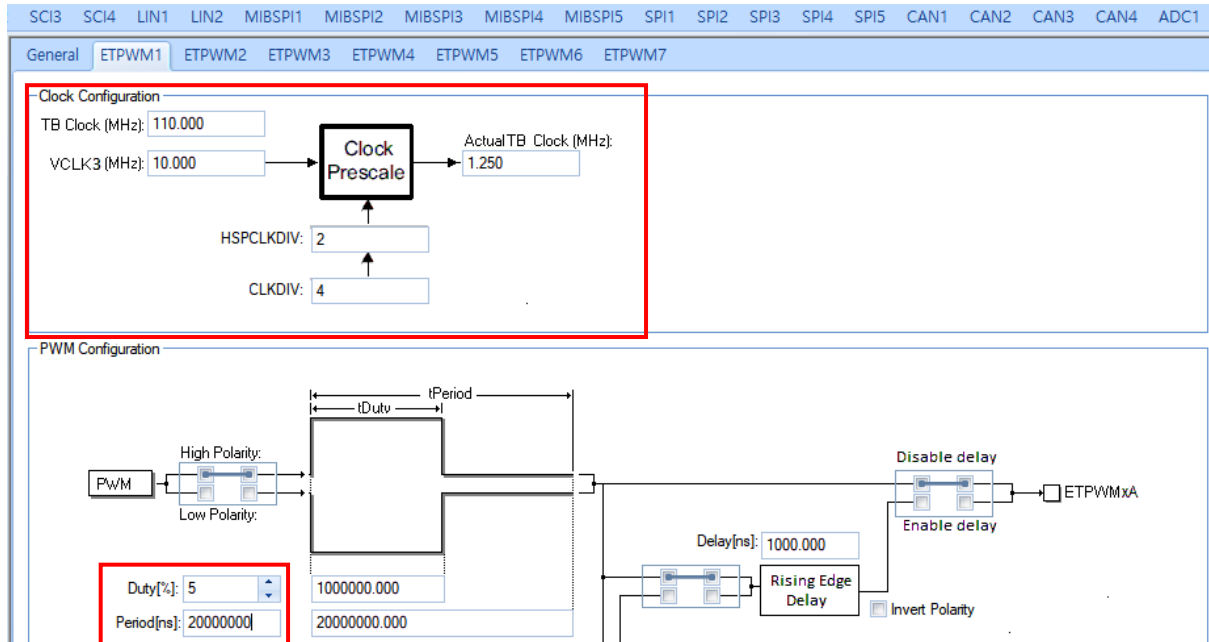 SCI3 SCI4 LIN1 LIN2 MIBSPI1 MIBSPI2 MIBSPI3 MIBSPI4 MIBSPI5 SPI1 SPI2 SPI3 SPI4 SPI5 CAN1 CAN2 CAN3 CAN4 ADC1
General ETPWM1 ETPWM2 ETPWM3 ETPWM4 ETPWM5 ETPWM6 ETPWM7
Clock Configuration
TB Clock (MHz): 110.000
VCLK3 (MHz): 10.000
Clock
Prescale
Actual TB Clock (MHz):
1.250
HSPCLKDIV: 2
CLKDIV: 4
PWM Configuration
tPeriod
tDuty
High Polarity:
PWM
Low Polarity:
Disable delay
ETPWMxA
Enable delay
Delay[ns]: 1000.000
Rising Edge
Delay
Invert Polarity
Duty[%]: 5 1000000.000
Period[ns]: 20000000 20000000.000